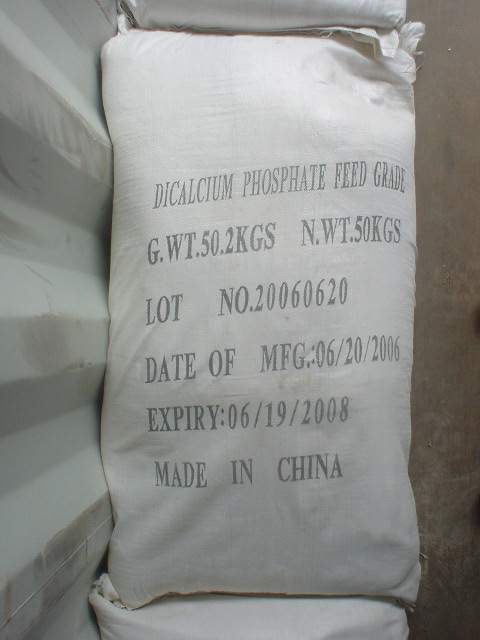 DICALCIUM PHOSPHATE FEED GRADE
G.WT.50.2KGS N.WT.50KGS
LOT NO.20060620
DATE OF MFG.:06/20/2006
EXPIRY:06/19/2008
MADE IN CHINA